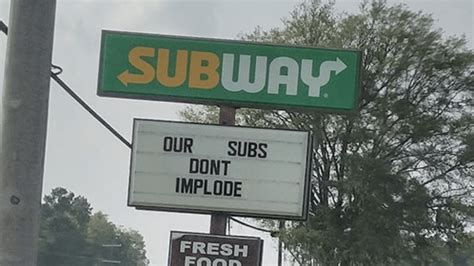 SUBWAY
OUR SUBS
DONT
IMPLODE
FRESH
FOOD